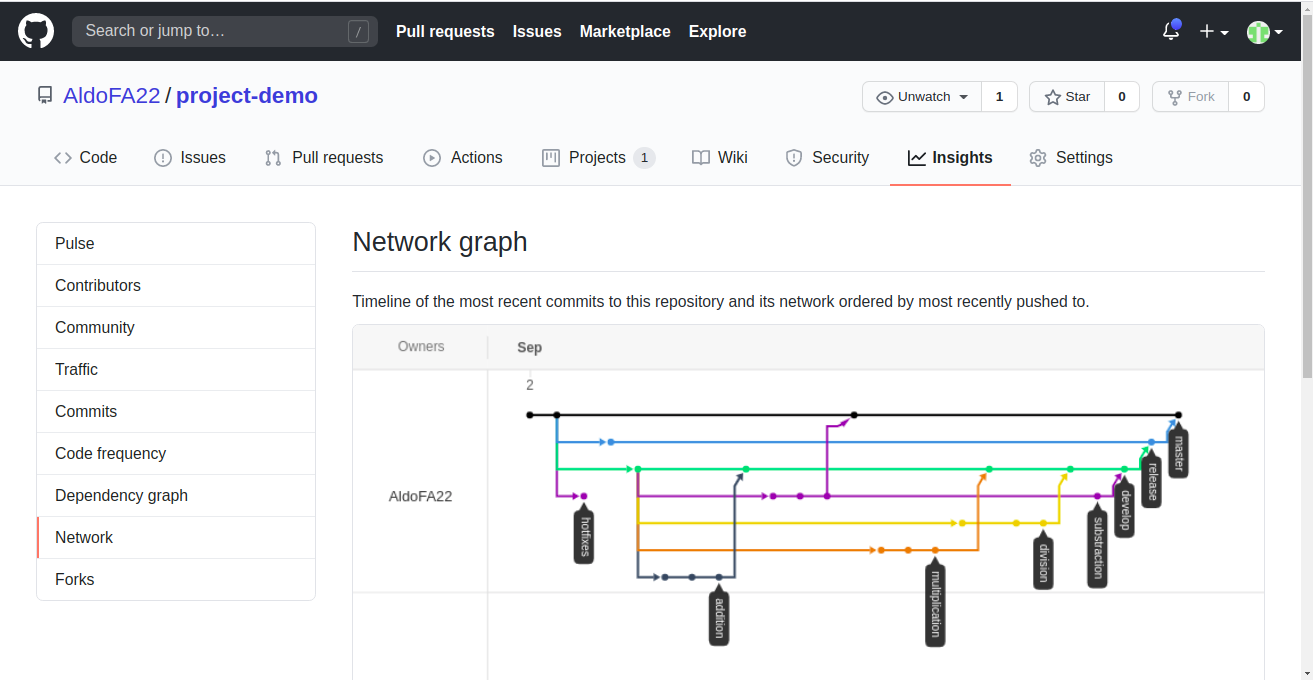 Search or jump to… /
Pull requests Issues Marketplace Explore
AldoFA22 / project-demo
Unwatch 1 Star 0 Fork 0
Code Issues Pull requests Actions Projects 1 Wiki Security Insights Settings
Pulse
Contributors
Community
Traffic
Commits
Code frequency
Dependency graph
Network
Forks
Network graph
Timeline of the most recent commits to this repository and its network ordered by most recently pushed to.
Owners Sep
2
AldoFA22
master
release
develop
hotfixes
substraction
division
multiplication
addition